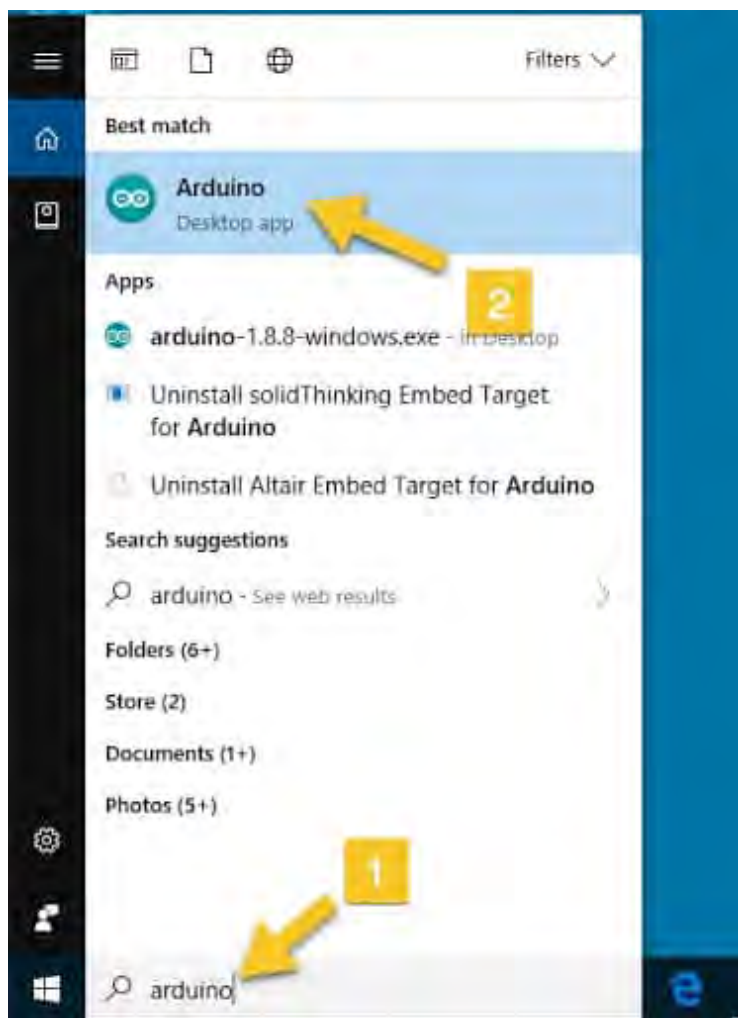 Filters
Best match
Arduino
Desktop app
2
Apps
arduino-1.8.8-windows.exe - in Desktop
Uninstall solidThinking Embed Target
for Arduino
Uninstall Altair Embed Target for Arduino
Search suggestions
arduino - See web results
Folders (6+)
Store (2)
Documents (1+)
Photos (5+)
1
arduino